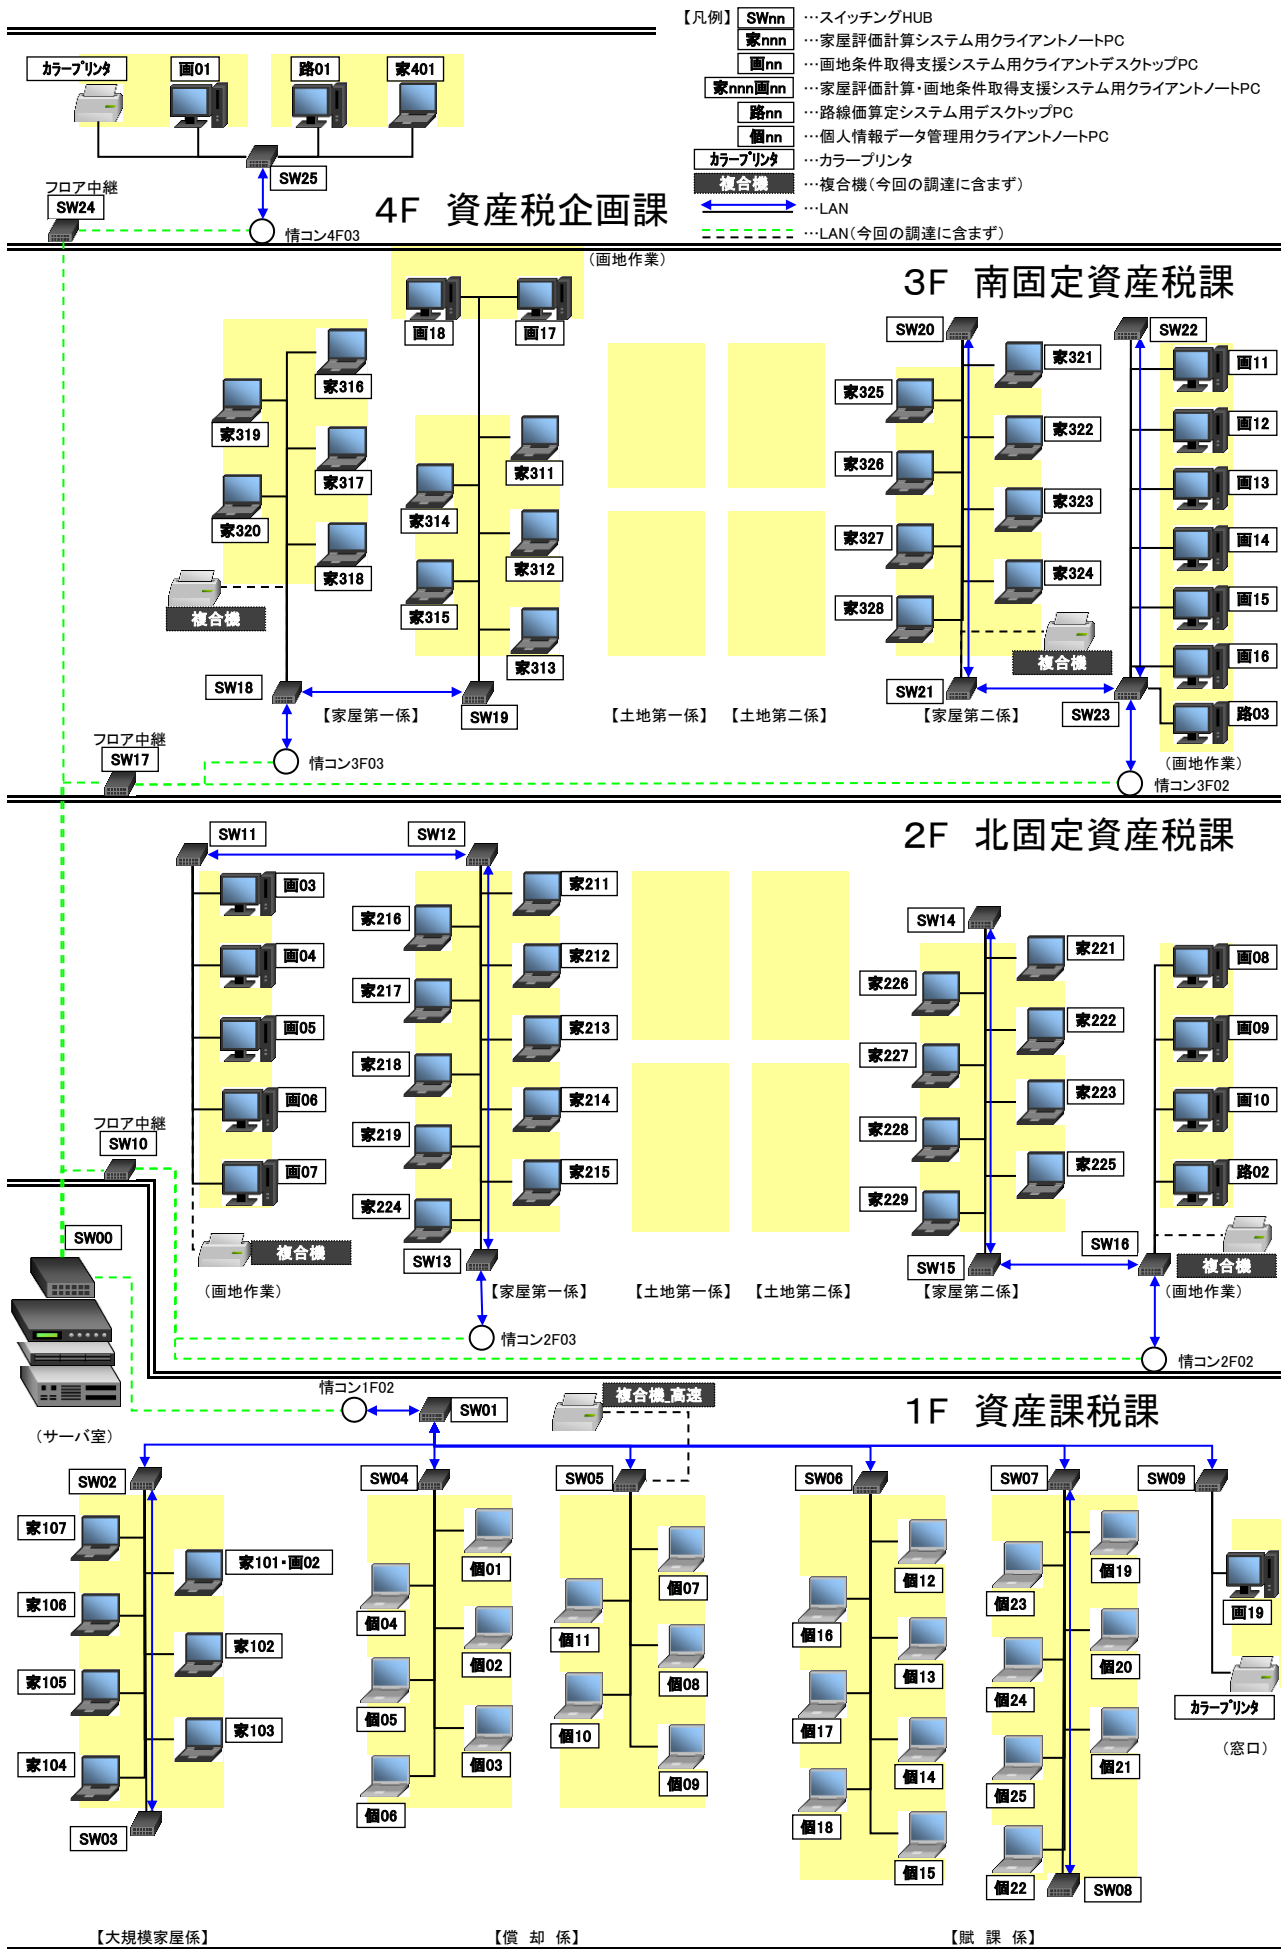 【凡例】 SWnn …スイッチングHUB
家nnn …家屋評価計算システム用クライアントノートPC
画nn …画地条件取得支援システム用クライアントデスクトップPC
家nnn画nn …家屋評価計算・画地条件取得支援システム用クライアントノートPC
路nn …路線価算定システム用デスクトップPC
個nn …個人情報データ管理用クライアントノートPC
カラープリンタ …カラープリンタ
複合機 …複合機(今回の調達に含まず)
…LAN
…LAN(今回の調達に含まず)
カラープリンタ 画01 路01 家401
SW25
フロア中継
SW24
4F 資産税企画課
情コン4F03
(画地作業)
3F 南固定資産税課
画18 画17
SW20 SW22
家316
家319
家317
家320
家318
複合機
家311
家314
家312
家315
家313
家321
家325
家322
家326
家323
家327
家324
家328
複合機
画11
画12
画13
画14
画15
画16
路03
SW18 SW19 SW21 SW23
【家屋第一係】 【土地第一係】 【土地第二係】 【家屋第二係】
(画地作業)
フロア中継
SW17
情コン3F03
情コン3F02
2F 北固定資産税課
SW11 SW12
画03
画04
画05
画06
画07
複合機
(画地作業)
家211
家216
家212
家217
家213
家218
家214
家219
家215
家224
SW13
SW14
家221
家226
家222
家227
家223
家228
家225
家229
SW15
画08
画09
画10
路02
SW16
複合機
【家屋第一係】 【土地第一係】 【土地第二係】 【家屋第二係】 (画地作業)
フロア中継
SW10
情コン2F03
情コン2F02
SW00
(サーバ室)
情コン1F02
SW01
複合機_高速
1F 資産課税課
SW02 SW04 SW05 SW06 SW07 SW09
家107
家101・画02
家106
家102
家105
家103
家104
SW03
個01
個04
個02
個05
個03
個06
個07
個11
個08
個10
個09
個12
個16
個13
個17
個14
個18
個15
個19
個23
個20
個24
個21
個25
個22
SW08
画19
カラープリンタ
(窓口)
【大規模家屋係】 【償 却 係】 【賦 課 係】